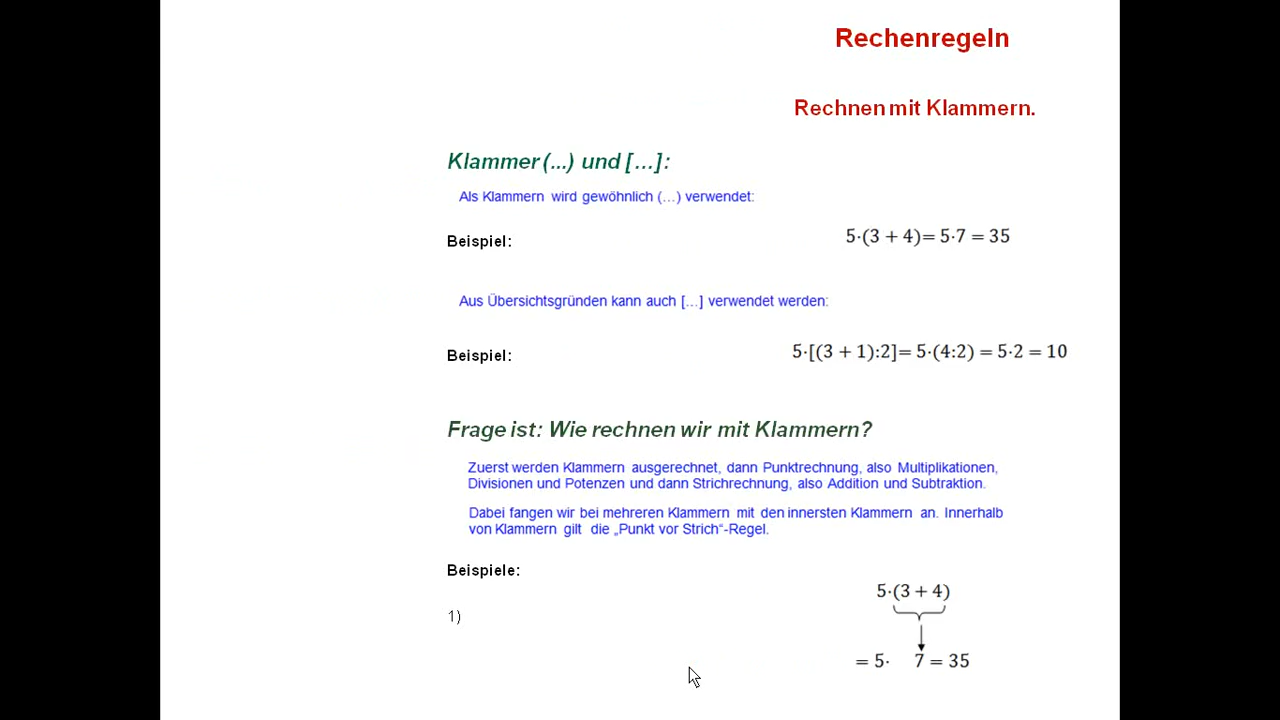 Rechenregeln
Rechnen mit Klammern.
Klammer (...) und [...]:
Als Klammern wird gewöhnlich (...) verwendet:
Beispiel: 5·(3 + 4)= 5·7 = 35
Aus Übersichtsgründen kann auch [...] verwendet werden:
Beispiel: 5·[(3 + 1):2]= 5·(4:2) = 5·2 = 10
Frage ist: Wie rechnen wir mit Klammern?
Zuerst werden Klammern ausgerechnet, dann Punktrechnung, also Multiplikationen,
Divisionen und Potenzen und dann Strichrechnung, also Addition und Subtraktion.
Dabei fangen wir bei mehreren Klammern mit den innersten Klammern an. Innerhalb
von Klammern gilt die „Punkt vor Strich“-Regel.
Beispiele:
5·(3 + 4)
1)
= 5· 7 = 35